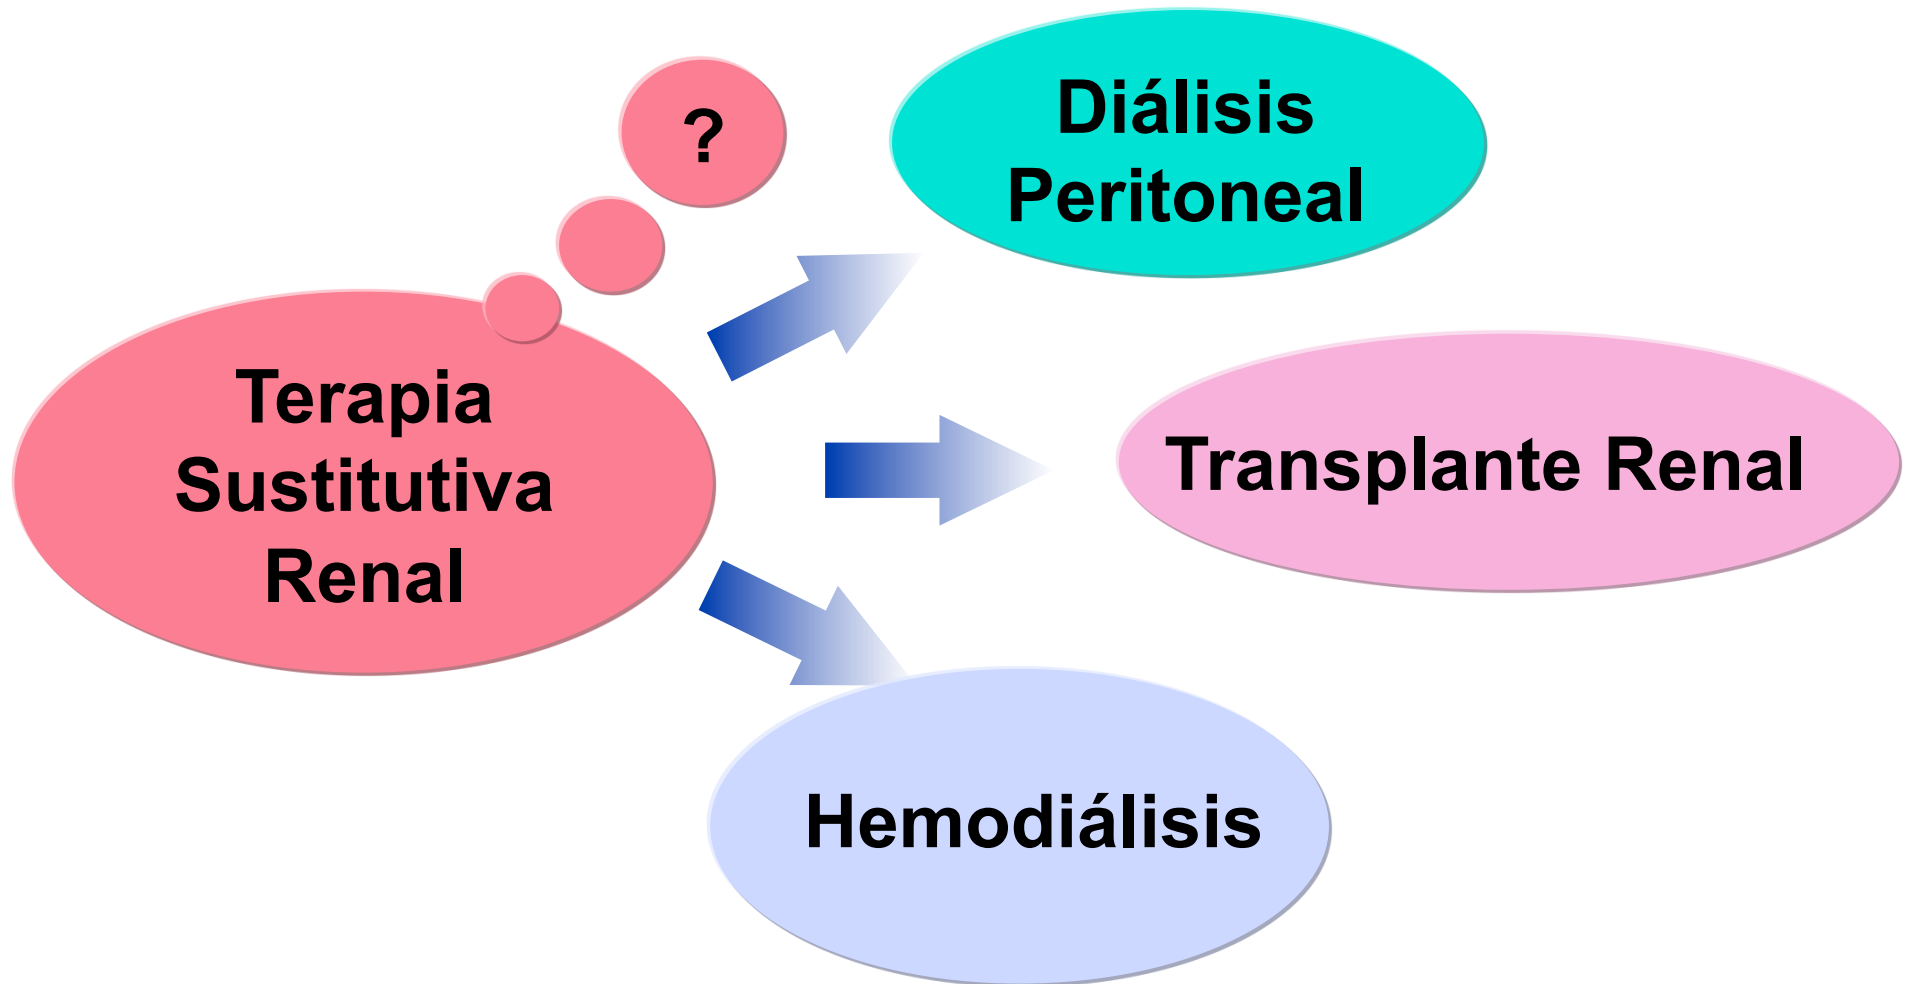 ?
Diálisis
Peritoneal
Terapia
Sustitutiva
Renal
Transplante Renal
Hemodiálisis